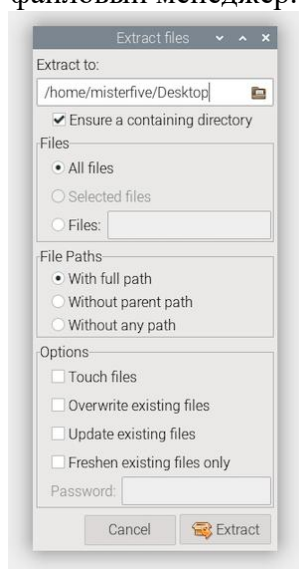 файловый менеджер.
Extract files
Extract to:
/home/misterfive/Desktop
Ensure a containing directory
Files
All files
Selected files
Files:
File Paths
With full path
Without parent path
Without any path
Options
Touch files
Overwrite existing files
Update existing files
Freshen existing files only
Password:
Cancel Extract